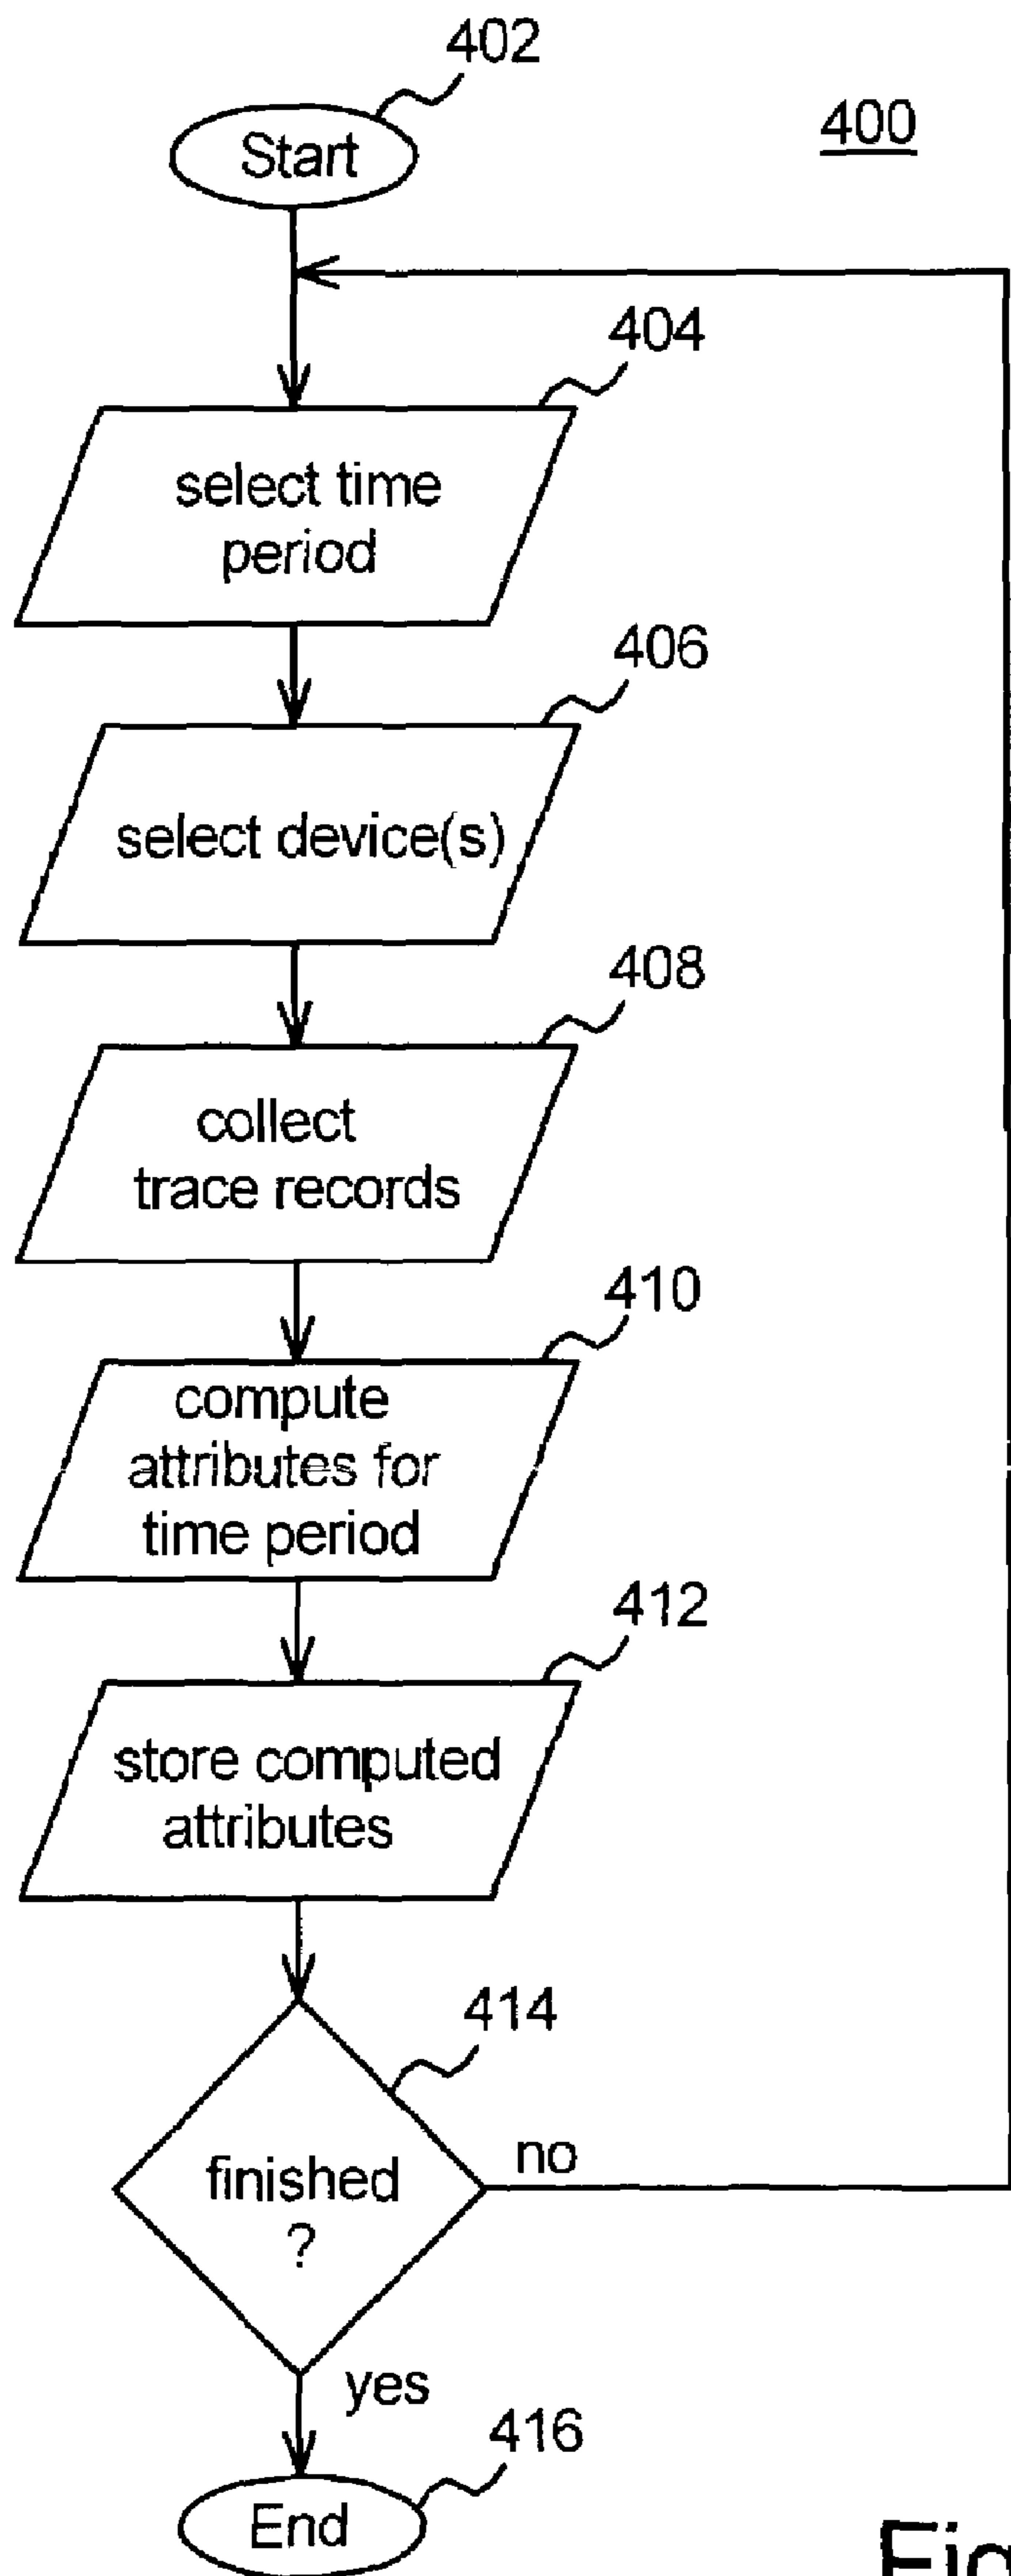 402
Start
400
404
select time
period
406
select device(s)
408
collect
trace records
410
compute
attributes for
time period
412
store computed
attributes
414
finished
?
no
yes
416
End
Fig